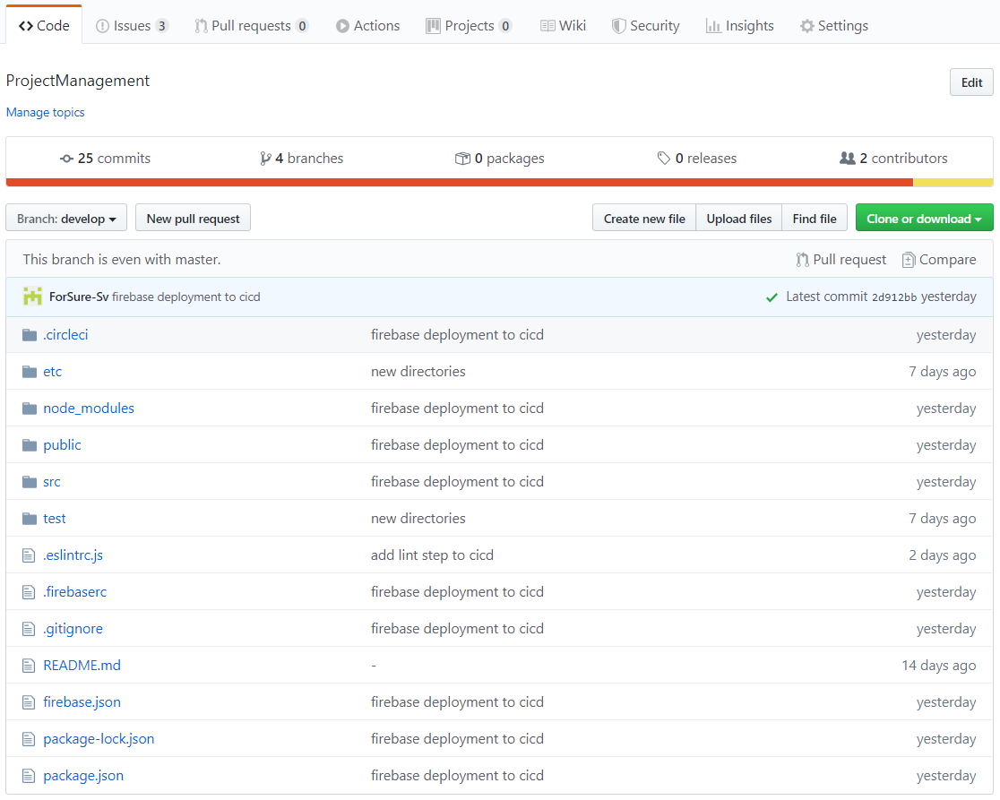 Code Issues 3 Pull requests 0 Actions Projects 0 Wiki Security Insights Settings
ProjectManagement Edit
Manage topics
25 commits 4 branches 0 packages 0 releases 2 contributors
Branch: develop New pull request Create new file Upload files Find file Clone or download
This branch is even with master. Pull request Compare
ForSure-Sv firebase deployment to cicd Latest commit 2d912bb yesterday
.circleci firebase deployment to cicd yesterday
etc new directories 7 days ago
node_modules firebase deployment to cicd yesterday
public firebase deployment to cicd yesterday
src firebase deployment to cicd yesterday
test new directories 7 days ago
.eslintrc.js add lint step to cicd 2 days ago
.firebaserc firebase deployment to cicd yesterday
.gitignore firebase deployment to cicd yesterday
README.md - 14 days ago
firebase.json firebase deployment to cicd yesterday
package-lock.json firebase deployment to cicd yesterday
package.json firebase deployment to cicd yesterday